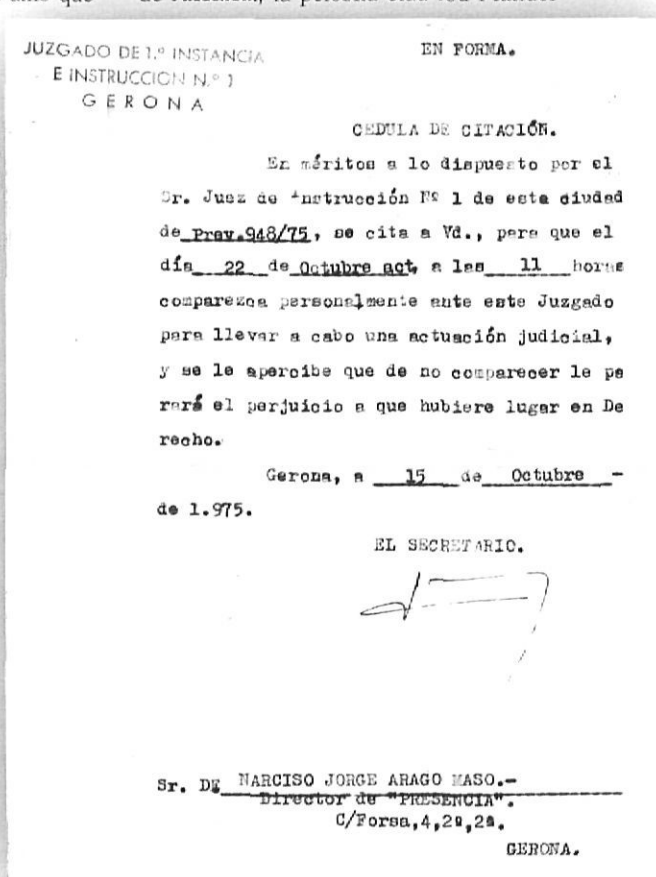 JUZGADO DE 1.ª INSTANCIA
E INSTRUCCION N.º 1
GERONA
EN FORMA.
CEDULA DE CITACIÓN.
En méritos a lo dispuesto por el
Sr. Juez de Instrucción Nº 1 de esta ciudad
de Prev.948/75, se cita a Vd., para que el
día 22 de Octubre act, a las 11 horas
comparezca personalmente ante este Juzgado
para llevar a cabo una actuación judicial,
y se le apercibe que de no comparecer le pa
rará el perjuicio a que hubiere lugar en De
recho.
Gerona, a 15 de Octubre -
de 1.975.
EL SECRETARIO.
Sr. DE NARCISO JORGE ARAGO MASO.-
Director de "PRESENCIA".
C/Forsa,4,2º,2ª.
GERONA.